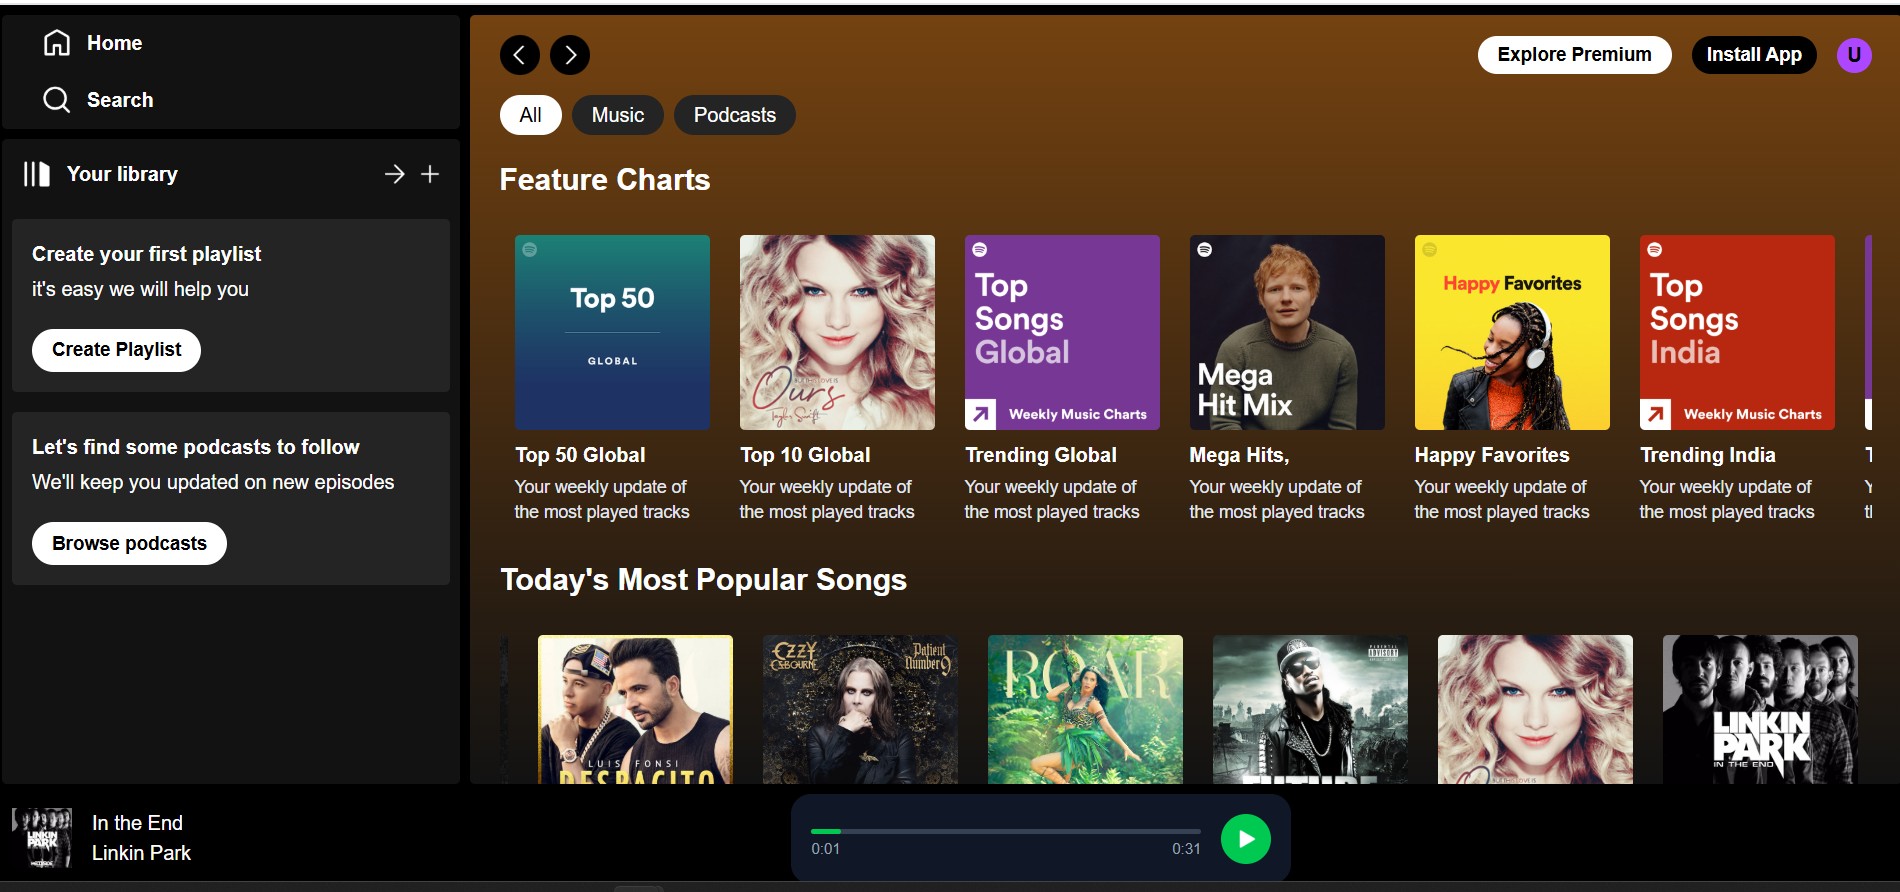 Home
Search
Your library
Create your first playlist
it's easy we will help you
Create Playlist
Let's find some podcasts to follow
We'll keep you updated on new episodes
Browse podcasts
Explore Premium
Install App
U
All
Music
Podcasts
Feature Charts
Top 50
GLOBAL
Ours
Taylor Swift
Top
Songs
Global
Weekly Music Charts
Mega
Hit Mix
Happy Favorites
Top
Songs
India
Weekly Music Charts
Top 50 Global
Your weekly update of
the most played tracks
Top 10 Global
Your weekly update of
the most played tracks
Trending Global
Your weekly update of
the most played tracks
Mega Hits,
Your weekly update of
the most played tracks
Happy Favorites
Your weekly update of
the most played tracks
Trending India
Your weekly update of
the most played tracks
Today's Most Popular Songs
LUIS FONSI
DESPACITO
OZZY
OSBOURNE
Patient
Number 9
ROAR
PARENTAL
ADVISORY
FUTURE
LINKIN
PARK
IN THE END
LINKIN
PARK
In the End
Linkin Park
0:01
0:31